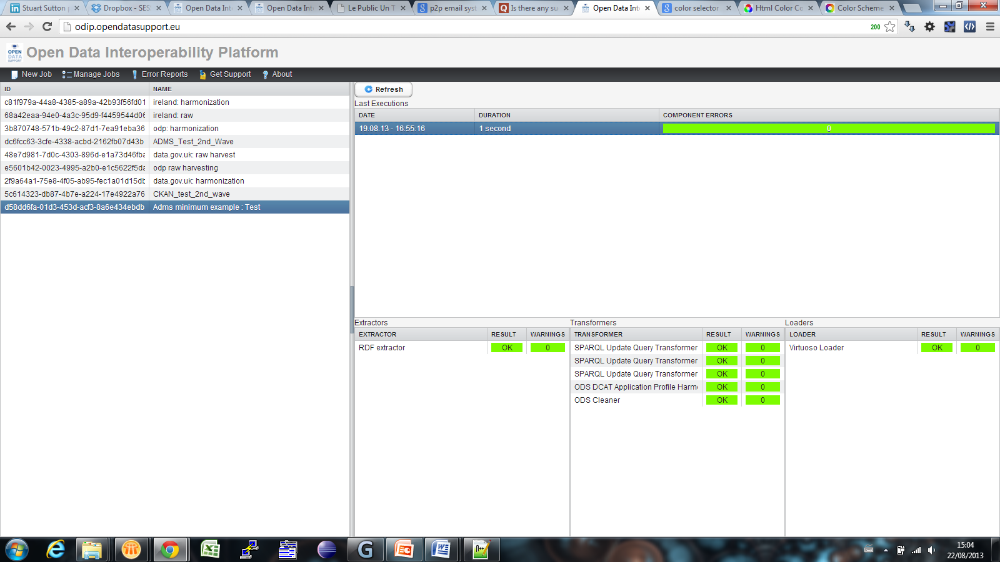 Stuart Sutton p
Dropbox - SES
Open Data Int
Open Data Int
Le Public Un T
p2p email syst
Is there any su
Open Data Int
color selector
Html Color Co
Color Scheme
odip.opendatasupport.eu
200
OPEN
DATA
SUPPORT
Open Data Interoperability Platform
New Job
Manage Jobs
Error Reports
Get Support
About
ID NAME
c81f979a-44a8-4385-a89a-42b93f56fd01 ireland: harmonization
68a42eaa-94e0-4a3c-95d9-f4459544d06 ireland: raw
3b870748-571b-49c2-87d1-7ea91eba36 odp: harmonization
dc6fcc63-3cfe-4338-acbd-2162fb07d43b ADMS_Test_2nd_Wave
48e7d981-7d0c-4303-896d-e1a73d46fba data.gov.uk: raw harvest
e5601b42-0023-4995-a2b0-e1c5622f5da odp raw harvesting
2f9a64a1-75e8-4f05-ab95-fec1a01d15db data.gov.uk: harmonization
5c614323-db87-4b7e-a224-17e4922a76 CKAN_test_2nd_wave
d58dd6fa-01d3-453d-acf3-8a6e434ebdb Adms minimum example : Test
Refresh
Last Executions
DATE DURATION COMPONENT ERRORS
19.08.13 - 16:55:16 1 second 0
Extractors
EXTRACTOR RESULT WARNINGS
RDF extractor OK 0
Transformers
TRANSFORMER RESULT WARNINGS
SPARQL Update Query Transformer OK 0
SPARQL Update Query Transformer OK 0
SPARQL Update Query Transformer OK 0
ODS DCAT Application Profile Harm OK 0
ODS Cleaner OK 0
Loaders
LOADER RESULT WARNINGS
Virtuoso Loader OK 0
15:04
22/08/2013